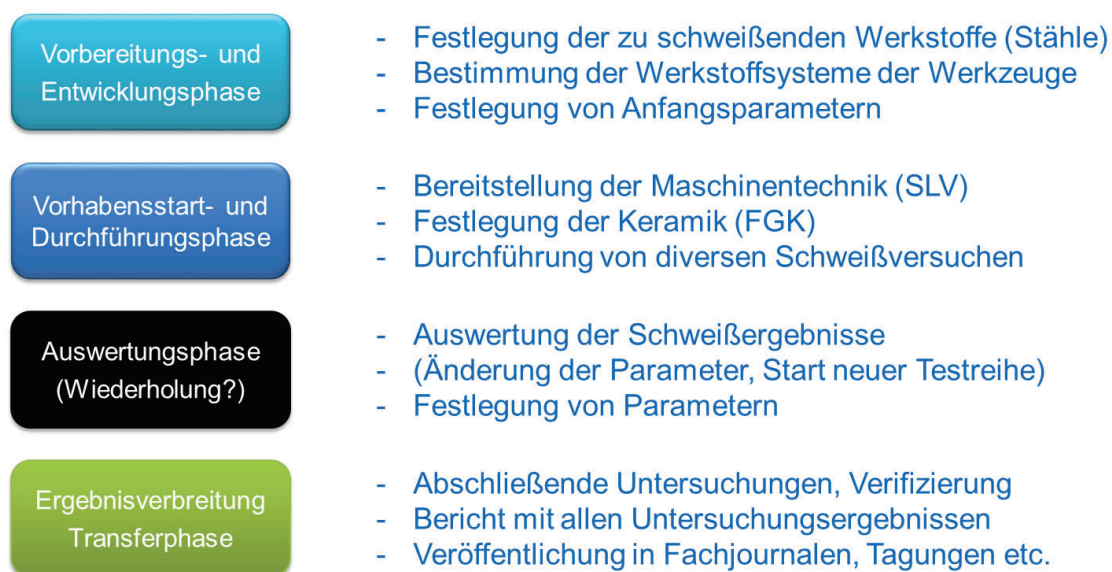 Vorbereitungs- und
Entwicklungsphase
- Festlegung der zu schweißenden Werkstoffe (Stähle)
- Bestimmung der Werkstoffsysteme der Werkzeuge
- Festlegung von Anfangsparametern
Vorhabensstart- und
Durchführungsphase
- Bereitstellung der Maschinentechnik (SLV)
- Festlegung der Keramik (FGK)
- Durchführung von diversen Schweißversuchen
Auswertungsphase
(Wiederholung?)
- Auswertung der Schweißergebnisse
- (Änderung der Parameter, Start neuer Testreihe)
- Festlegung von Parametern
Ergebnisverbreitung
Transferphase
- Abschließende Untersuchungen, Verifizierung
- Bericht mit allen Untersuchungsergebnissen
- Veröffentlichung in Fachjournalen, Tagungen etc.